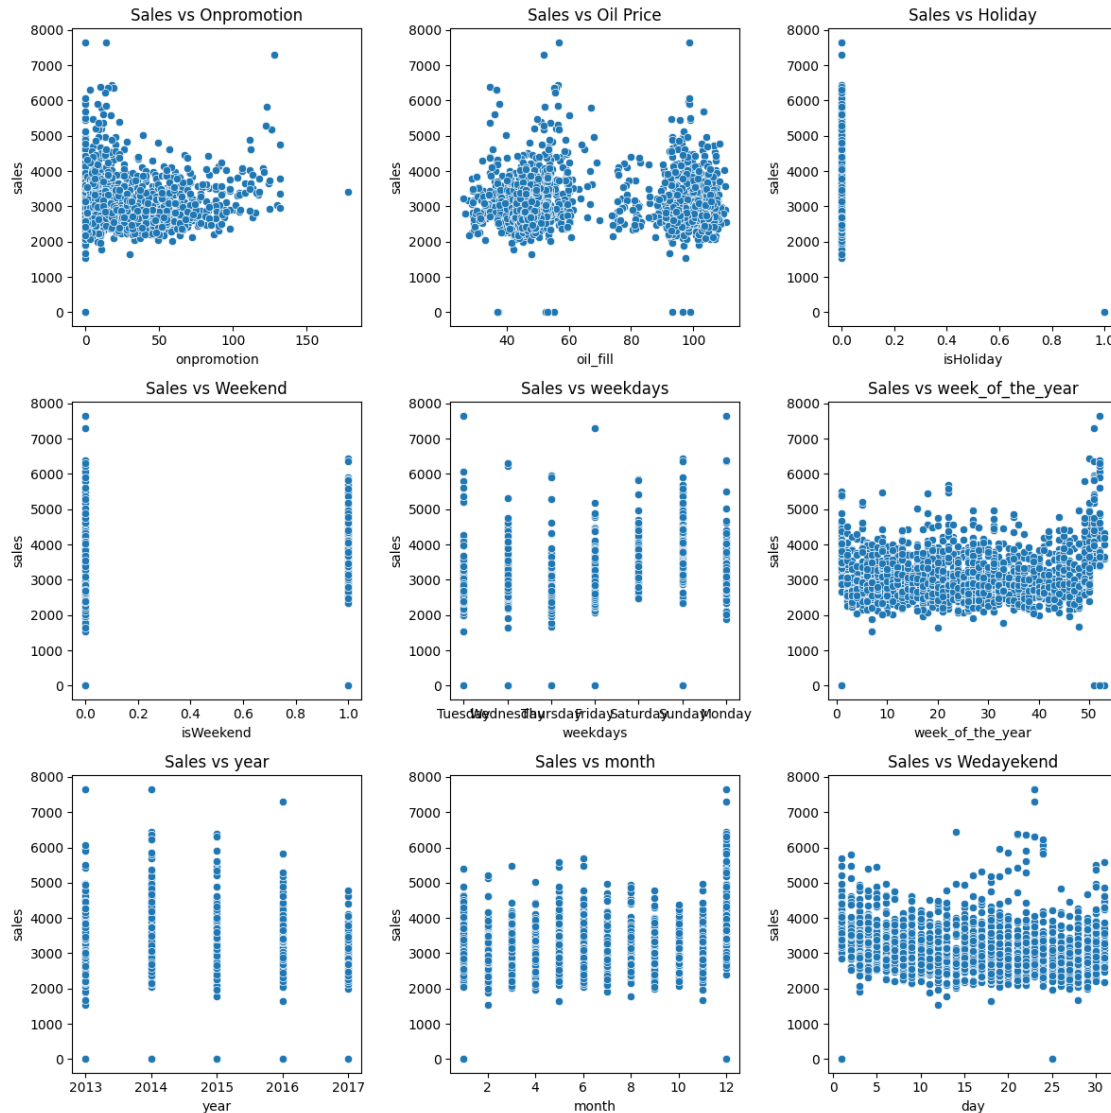 Sales vs Onpromotion
8000
7000
6000
5000
4000
3000
2000
1000
0
sales
0 50 100 150
onpromotion
Sales vs Oil Price
8000
7000
6000
5000
4000
3000
2000
1000
0
sales
40 60 80 100
oil_fill
Sales vs Holiday
8000
7000
6000
5000
4000
3000
2000
1000
0
sales
0.0 0.2 0.4 0.6 0.8 1.0
isHoliday
Sales vs Weekend
8000
7000
6000
5000
4000
3000
2000
1000
0
sales
0.0 0.2 0.4 0.6 0.8 1.0
isWeekend
Sales vs weekdays
8000
7000
6000
5000
4000
3000
2000
1000
0
sales
Tuesday Wednesday Thursday Friday Saturday Sunday Monday
weekdays
Sales vs week_of_the_year
8000
7000
6000
5000
4000
3000
2000
1000
0
sales
0 10 20 30 40 50
week_of_the_year
Sales vs year
8000
7000
6000
5000
4000
3000
2000
1000
0
sales
2013 2014 2015 2016 2017
year
Sales vs month
8000
7000
6000
5000
4000
3000
2000
1000
0
sales
2 4 6 8 10 12
month
Sales vs Wedayekend
8000
7000
6000
5000
4000
3000
2000
1000
0
sales
0 5 10 15 20 25 30
day